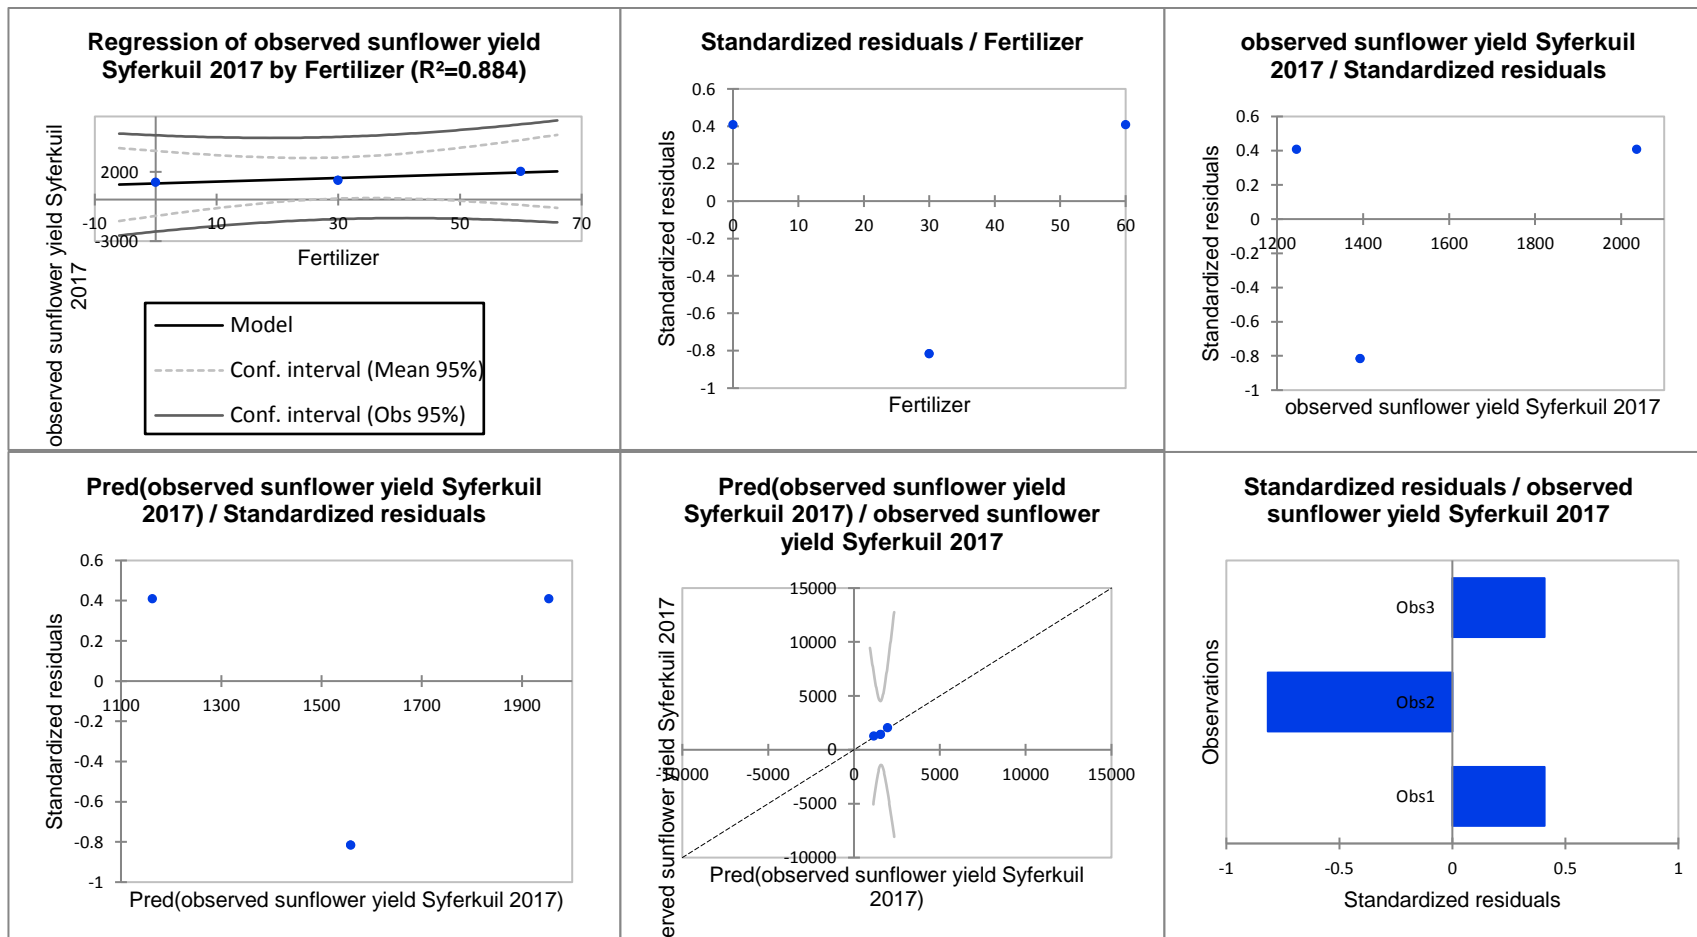 Regression of observed sunflower yield
Syferkuil 2017 by Fertilizer (R²=0.884)
observed sunflower yield Syferkuil
2017
2000
-3000
-10
10
30
50
70
Fertilizer
Model
Conf. interval (Mean 95%)
Conf. interval (Obs 95%)
Standardized residuals / Fertilizer
Standardized residuals
0.6
0.4
0.2
0
-0.2
-0.4
-0.6
-0.8
-1
0
10
20
30
40
50
60
Fertilizer
observed sunflower yield Syferkuil
2017 / Standardized residuals
Standardized residuals
0.6
0.4
0.2
0
-0.2
-0.4
-0.6
-0.8
-1
1200
1400
1600
1800
2000
observed sunflower yield Syferkuil 2017
Pred(observed sunflower yield Syferkuil
2017) / Standardized residuals
Standardized residuals
0.6
0.4
0.2
0
-0.2
-0.4
-0.6
-0.8
-1
1100
1300
1500
1700
1900
Pred(observed sunflower yield Syferkuil 2017)
Pred(observed sunflower yield
Syferkuil 2017) / observed sunflower
yield Syferkuil 2017
erved sunflower yield Syferkuil 2017
15000
10000
5000
0
-5000
-10000
-10000
-5000
0
5000
10000
15000
Pred(observed sunflower yield Syferkuil
2017)
Standardized residuals / observed
sunflower yield Syferkuil 2017
Observations
Obs3
Obs2
Obs1
-1
-0.5
0
0.5
1
Standardized residuals